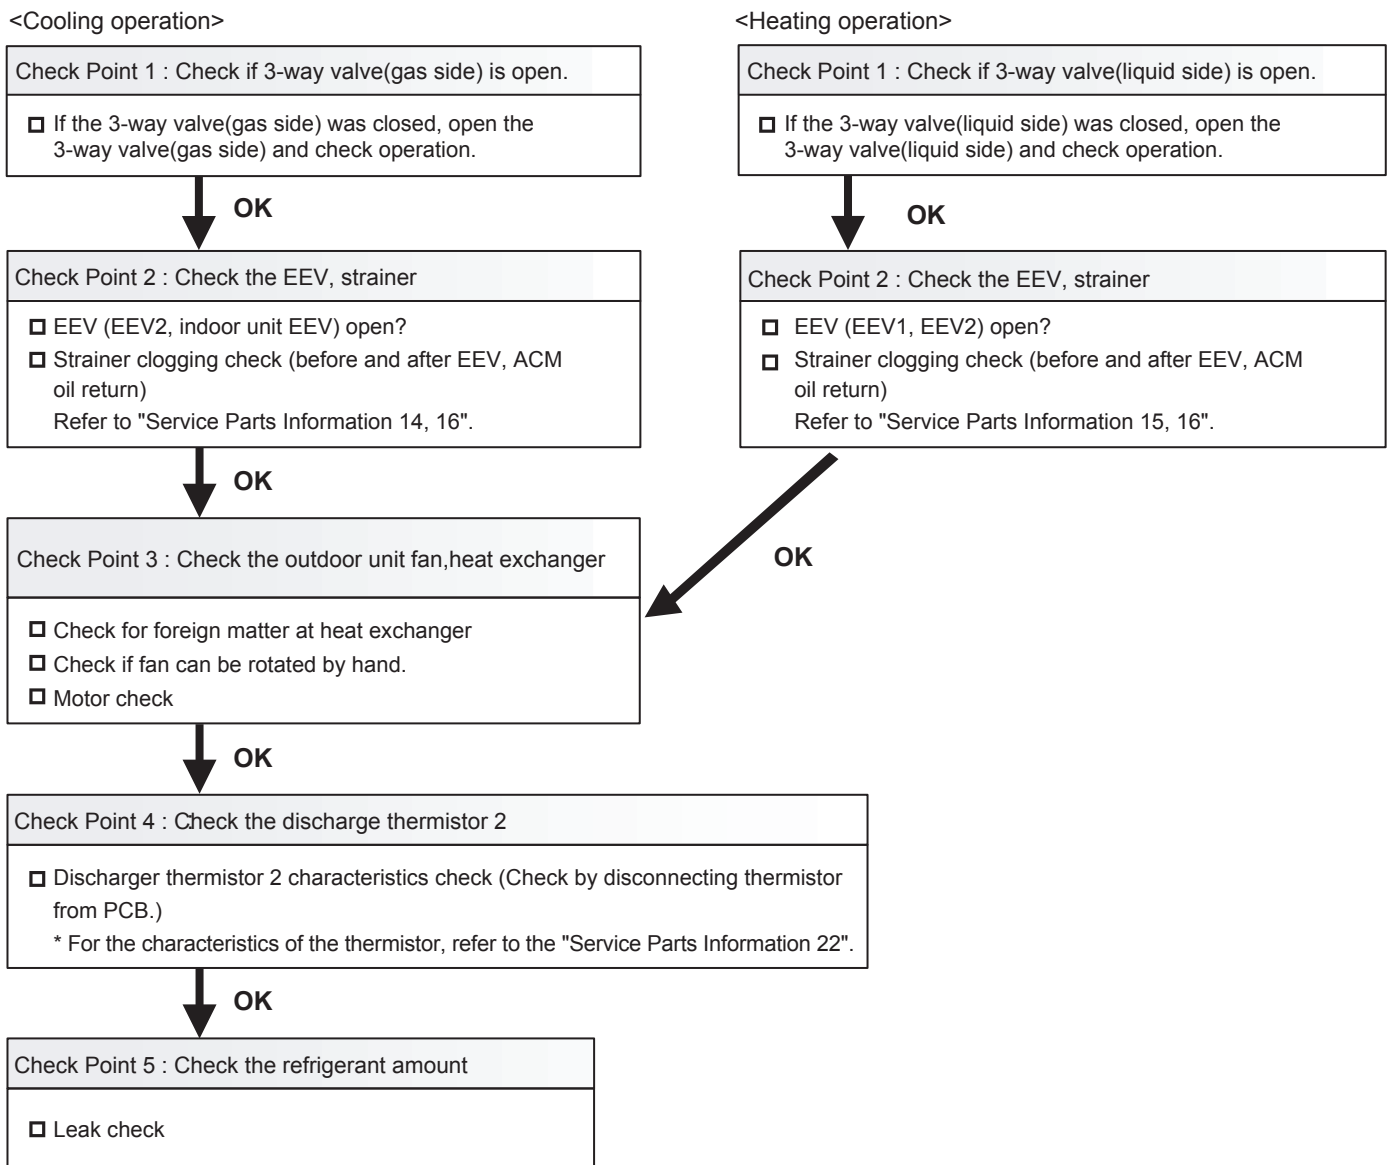 <Cooling operation>
Check Point 1 : Check if 3-way valve(gas side) is open.
If the 3-way valve(gas side) was closed, open the
3-way valve(gas side) and check operation.
OK
Check Point 2 : Check the EEV, strainer
EEV (EEV2, indoor unit EEV) open?
Strainer clogging check (before and after EEV, ACM
oil return)
Refer to "Service Parts Information 14, 16".
OK
<Heating operation>
Check Point 1 : Check if 3-way valve(liquid side) is open.
If the 3-way valve(liquid side) was closed, open the
3-way valve(liquid side) and check operation.
OK
Check Point 2 : Check the EEV, strainer
EEV (EEV1, EEV2) open?
Strainer clogging check (before and after EEV, ACM
oil return)
Refer to "Service Parts Information 15, 16".
OK
Check Point 3 : Check the outdoor unit fan,heat exchanger
Check for foreign matter at heat exchanger
Check if fan can be rotated by hand.
Motor check
OK
Check Point 4 : Check the discharge thermistor 2
Discharger thermistor 2 characteristics check (Check by disconnecting thermistor
from PCB.)
* For the characteristics of the thermistor, refer to the "Service Parts Information 22".
OK
Check Point 5 : Check the refrigerant amount
Leak check